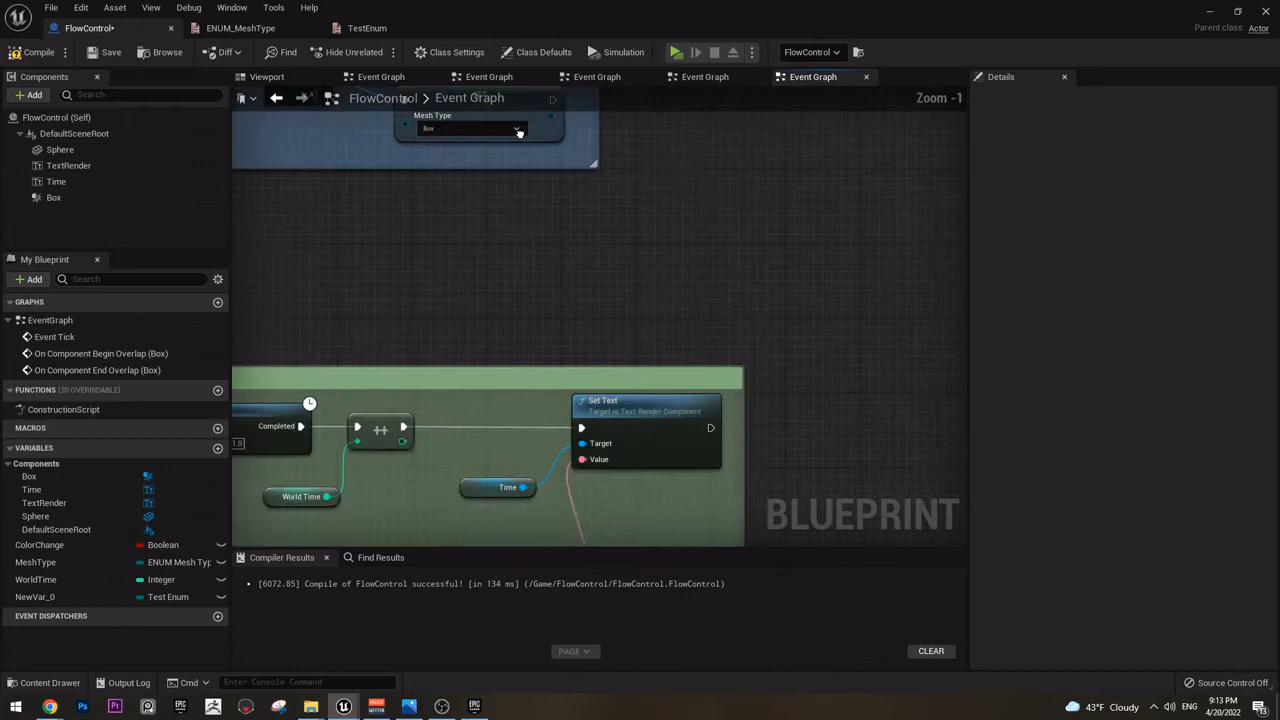 File Edit Asset View Debug Window Tools Help
FlowControl•
ENUM_MeshType
TestEnum
Parent class: Actor
Compile
Save
Browse
Diff
Find
Hide Unrelated
Class Settings
Class Defaults
Simulation
FlowControl
Components
Viewport
Event Graph
Event Graph
Event Graph
Event Graph
Event Graph
Details
+ Add
Search
FlowControl > Event Graph
Zoom -1
FlowControl (Self)
DefaultSceneRoot
Sphere
TextRender
Time
Box
Mesh Type
Box
My Blueprint
+ Add
Search
GRAPHS
EventGraph
Event Tick
On Component Begin Overlap (Box)
On Component End Overlap (Box)
FUNCTIONS (20 OVERRIDABLE)
ConstructionScript
MACROS
VARIABLES
Components
Box
Time
TextRender
Sphere
DefaultSceneRoot
ColorChange Boolean
MeshType ENUM Mesh Typ
WorldTime Integer
NewVar_0 Test Enum
EVENT DISPATCHERS
Completed
1.0
++
World Time
Time
Set Text
Target is Text Render Component
Target
Value
BLUEPRINT
Compiler Results
Find Results
[6072.85] Compile of FlowControl successful! [in 134 ms] (/Game/FlowControl/FlowControl.FlowControl)
PAGE
CLEAR
Content Drawer
Output Log
Cmd
Enter Console Command
Source Control Off
43°F Cloudy
9:13 PM
4/20/2022